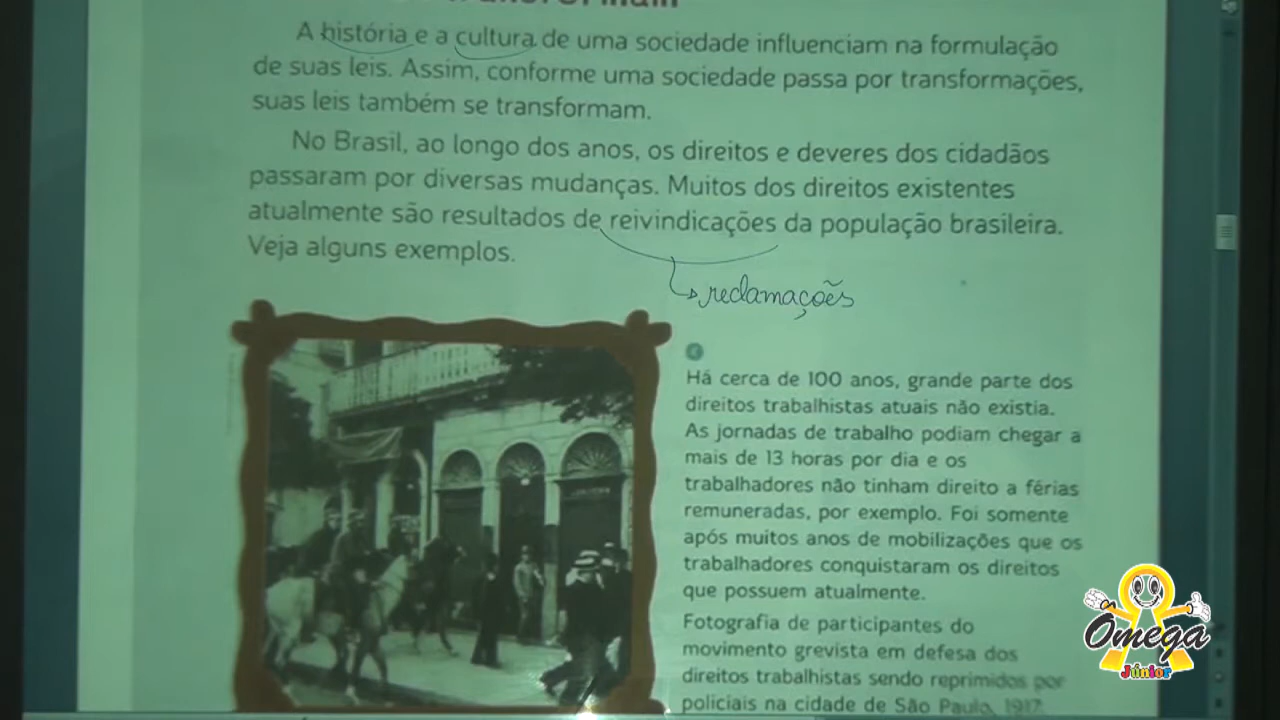 A história e a cultura de uma sociedade influenciam na formulação
de suas leis. Assim, conforme uma sociedade passa por transformações,
suas leis também se transformam.
No Brasil, ao longo dos anos, os direitos e deveres dos cidadãos
passaram por diversas mudanças. Muitos dos direitos existentes
atualmente são resultados de reivindicações da população brasileira.
Veja alguns exemplos.
reclamações
Há cerca de 100 anos, grande parte dos
direitos trabalhistas atuais não existia.
As jornadas de trabalho podiam chegar a
mais de 13 horas por dia e os
trabalhadores não tinham direito a férias
remuneradas, por exemplo. Foi somente
após muitos anos de mobilizações que os
trabalhadores conquistaram os direitos
que possuem atualmente.
Fotografia de participantes do
movimento grevista em defesa dos
direitos trabalhistas sendo reprimidos por
policiais na cidade de São Paulo, 1917.
Omega
Júnior